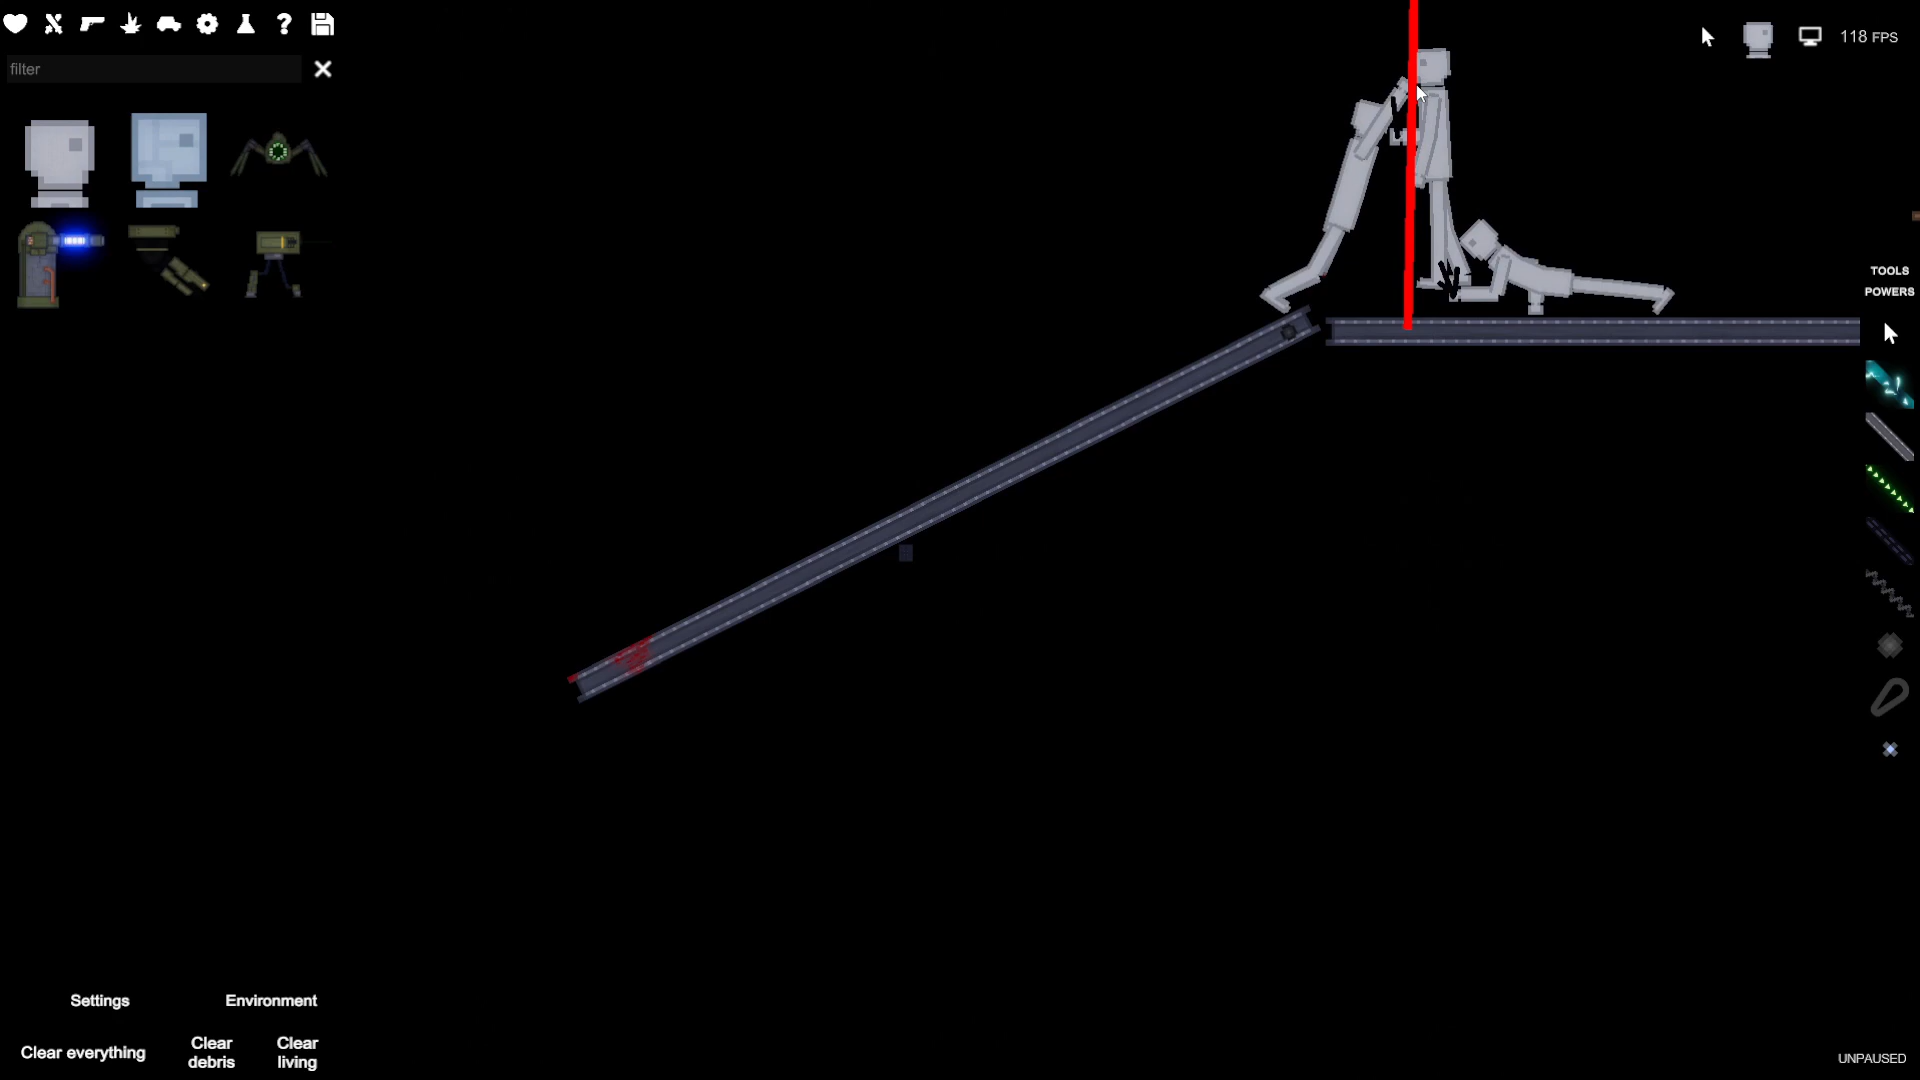 118 FPS
filter
TOOLS
POWERS
Settings
Environment
Clear everything
Clear
debris
Clear
living
UNPAUSED